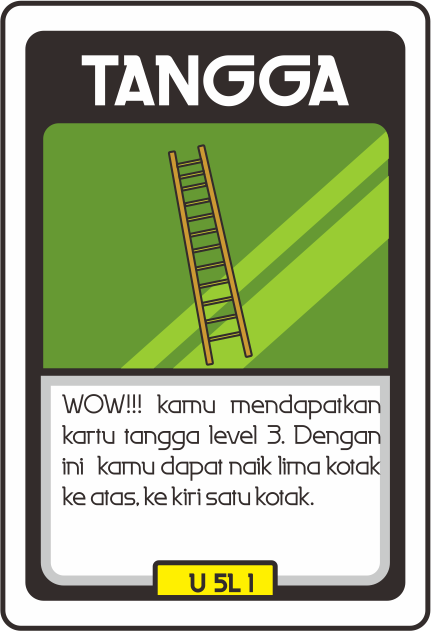 TANGGA
WOW!!! kamu mendapatkan
kartu tangga level 3. Dengan
ini kamu dapat naik lima kotak
ke atas, ke kiri satu kotak.
U 5L 1